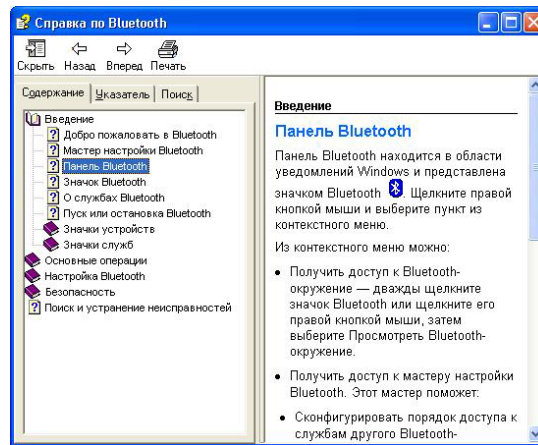 Справка по Bluetooth
Скрыть Назад Вперед Печать
Содержание Указатель Поиск
Введение
Добро пожаловать в Bluetooth
Мастер настройки Bluetooth
Панель Bluetooth
Значок Bluetooth
О службах Bluetooth
Пуск или остановка Bluetooth
Значки устройств
Значки служб
Основные операции
Настройка Bluetooth
Безопасность
Поиск и устранение неисправностей
Введение
Панель Bluetooth
Панель Bluetooth находится в области
уведомлений Windows и представлена
значком Bluetooth . Щелкните правой
кнопкой мыши и выберите пункт из
контекстного меню.
Из контекстного меню можно:
• Получить доступ к Bluetooth-
окружение — дважды щелкните
значок Bluetooth или щелкните его
правой кнопкой мыши, затем
выберите Просмотреть Bluetooth-
окружение.
• Получить доступ к мастеру настройки
Bluetooth. Этот мастер поможет:
• Сконфигурировать порядок доступа к
службам другого Bluetooth-